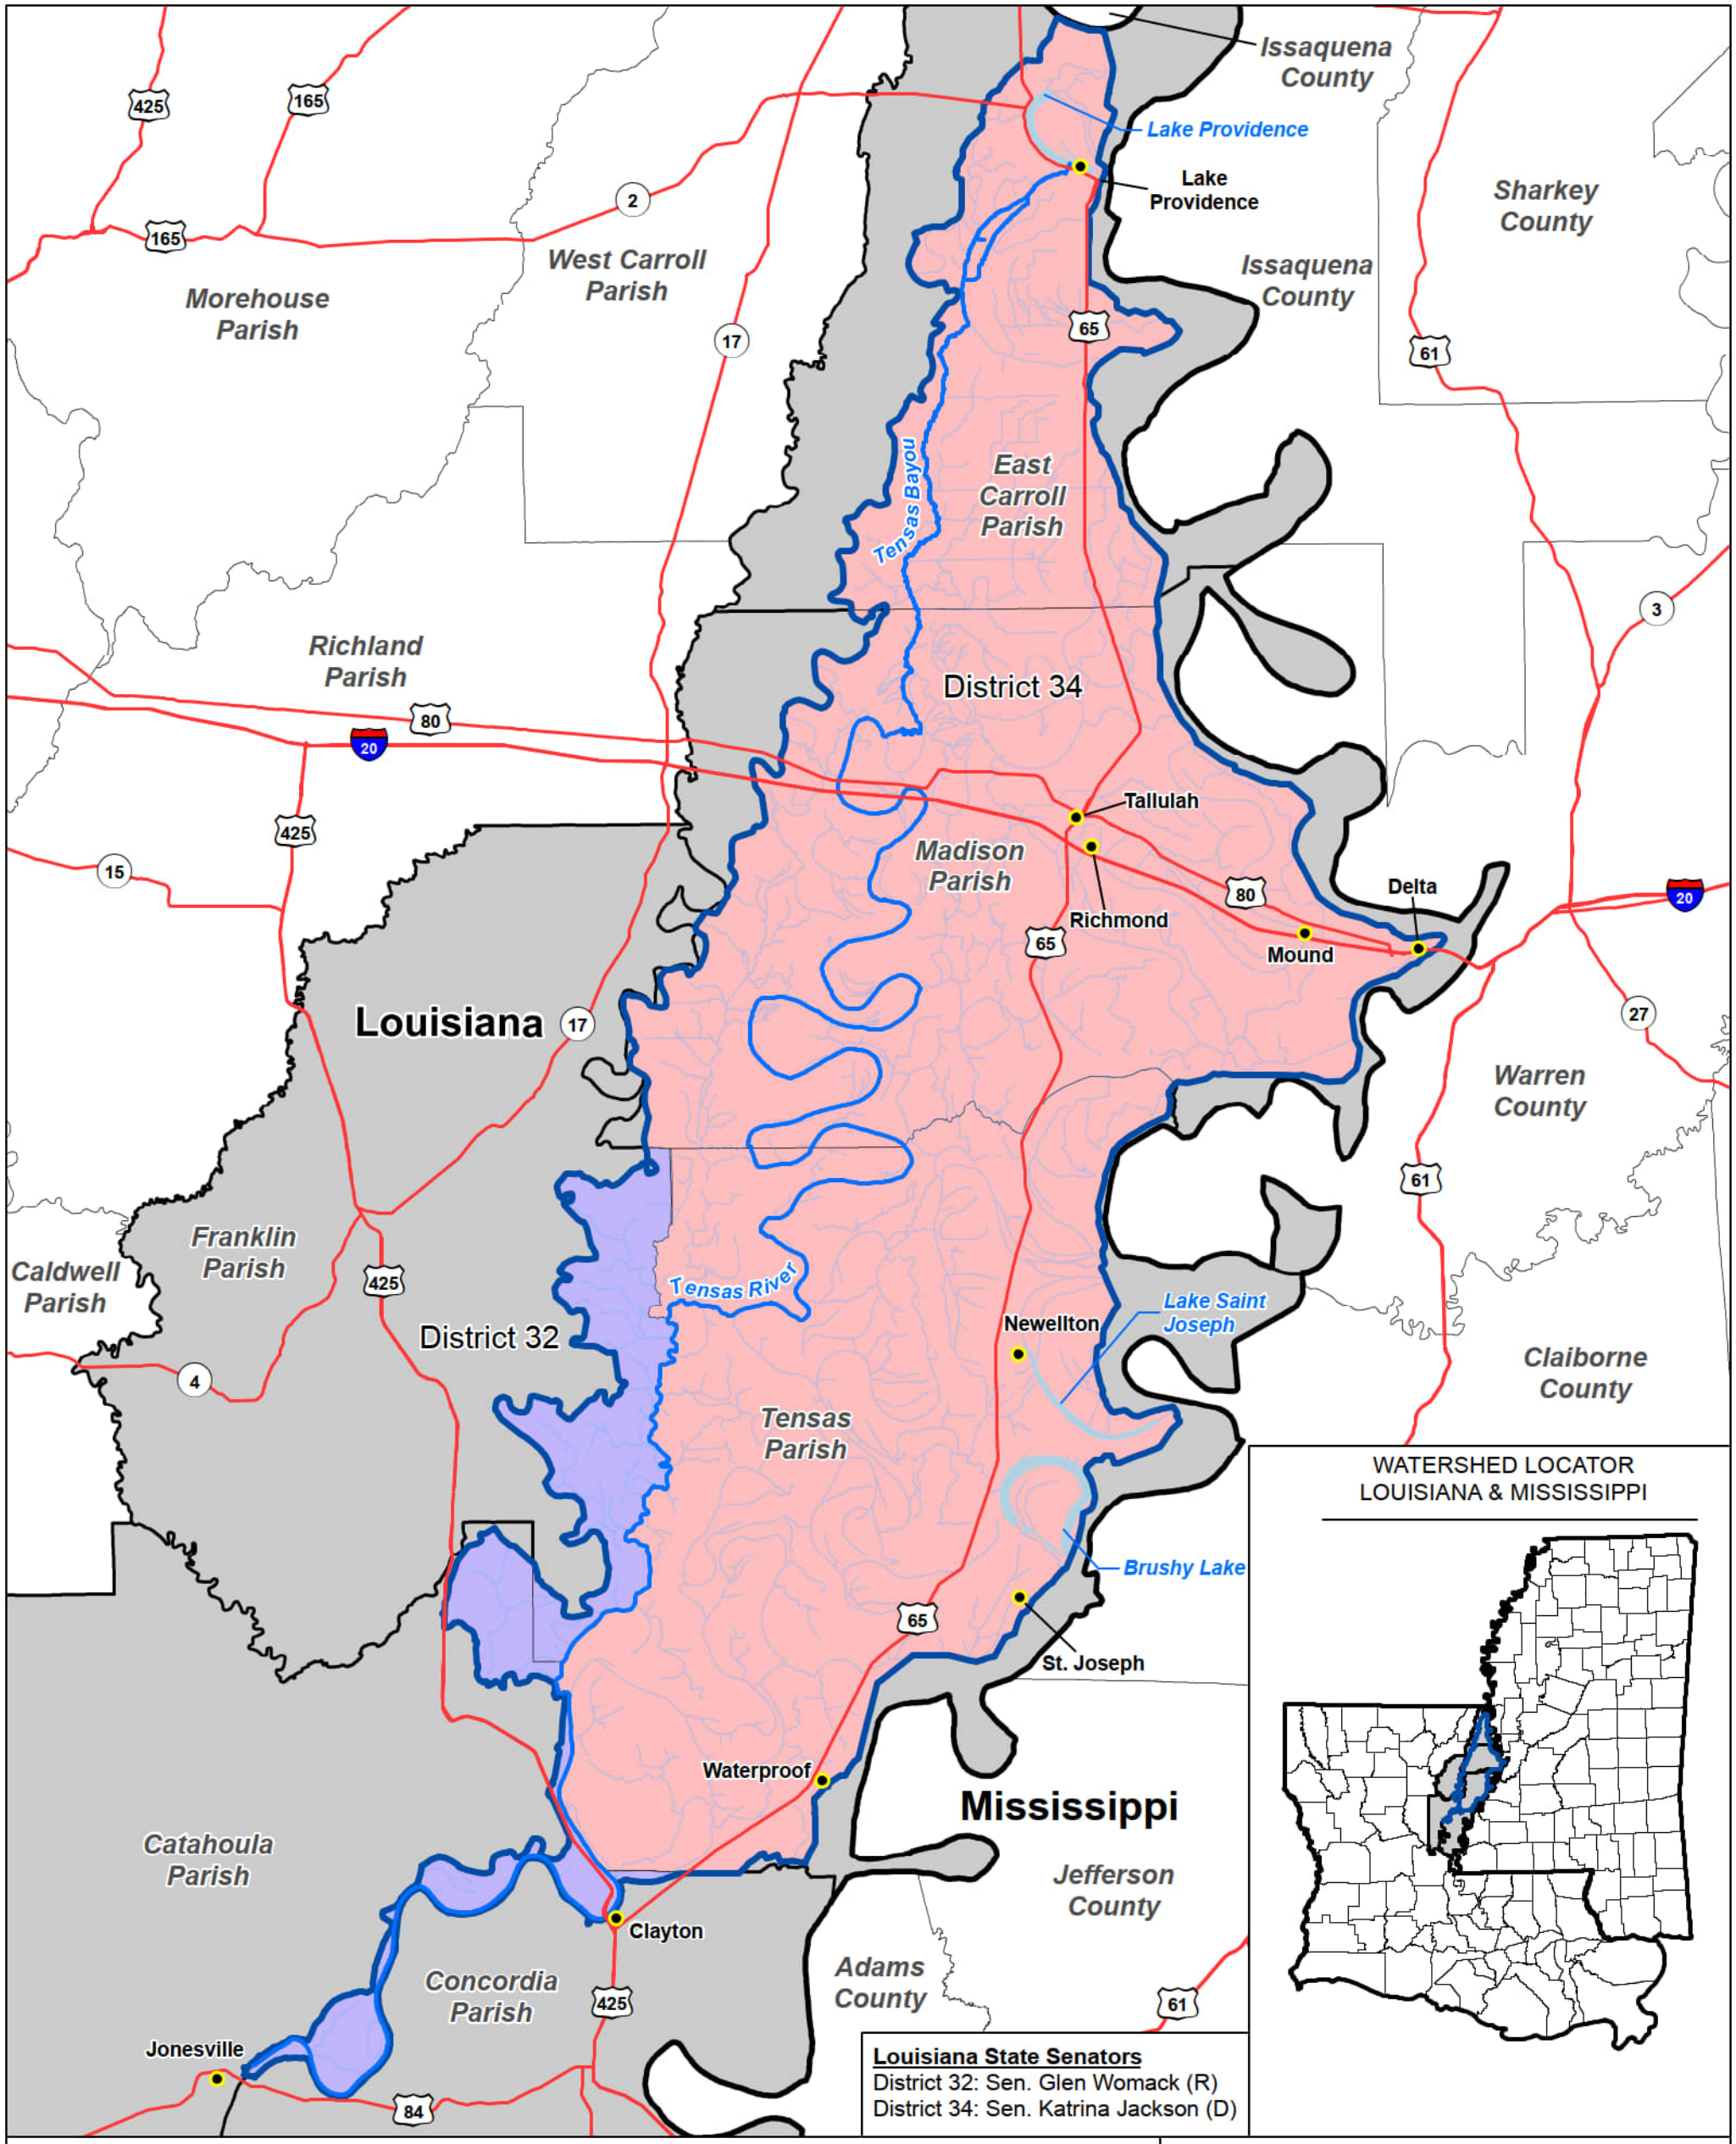 Issaquena
County
425
165
Lake Providence
Lake
Providence
Sharkey
County
2
165
West Carroll
Parish
Issaquena
County
Morehouse
Parish
17
65
61
Tensas Bayou
East
Carroll
Parish
3
Richland
Parish
District 34
80
20
Tallulah
425
Madison
Parish
15
80
Delta
20
Richmond
65
Mound
Louisiana
17
27
Warren
County
61
Franklin
Parish
Caldwell
Parish
425
Tensas River
Lake Saint
Joseph
Newellton
District 32
Claiborne
County
4
Tensas
Parish
WATERSHED LOCATOR
LOUISIANA & MISSISSIPPI
Brushy Lake
65
St. Joseph
Waterproof
Mississippi
Catahoula
Parish
Jefferson
County
Clayton
Adams
County
Concordia
Parish
425
61
Jonesville
84
Louisiana State Senators
District 32: Sen. Glen Womack (R)
District 34: Sen. Katrina Jackson (D)